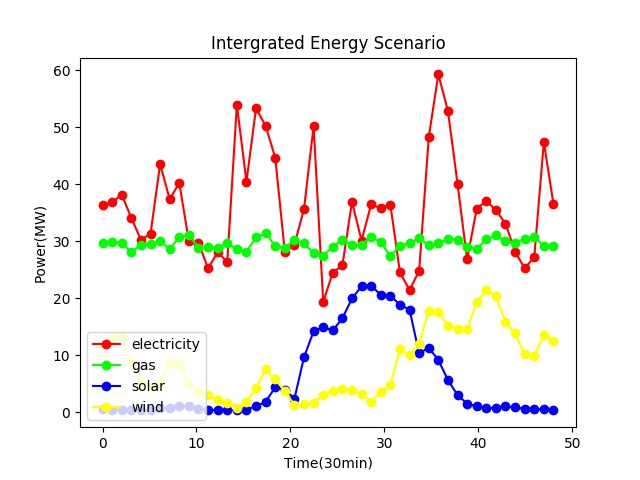 Intergrated Energy Scenario
Power(MW)
60
50
40
30
20
10
0
electricity
gas
solar
wind
0 10 20 30 40 50
Time(30min)